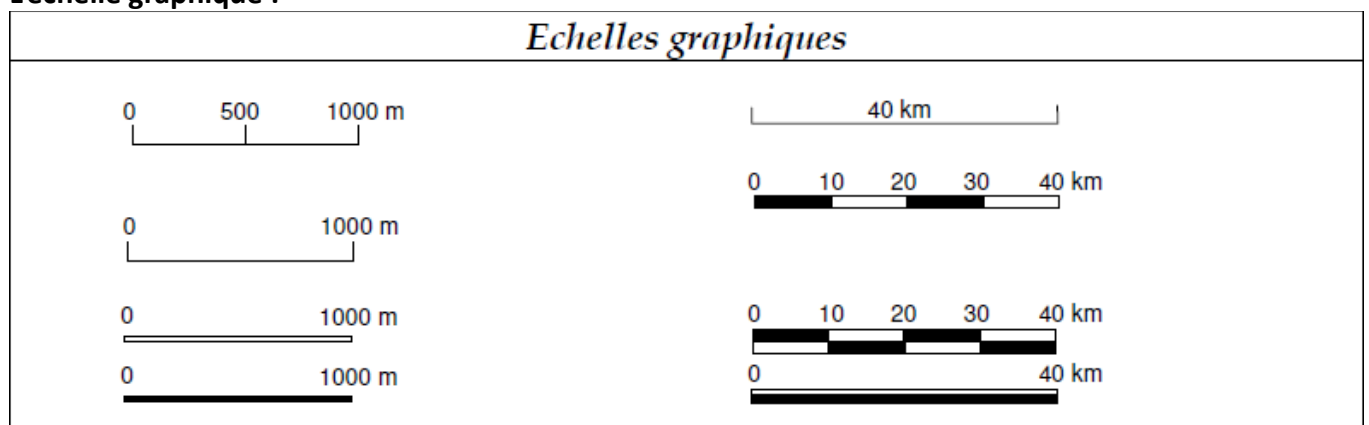 L'échelle graphique :
Echelles graphiques
0 500 1000 m
0 1000 m
0 1000 m
0 1000 m
40 km
0 10 20 30 40 km
0 10 20 30 40 km
0 40 km